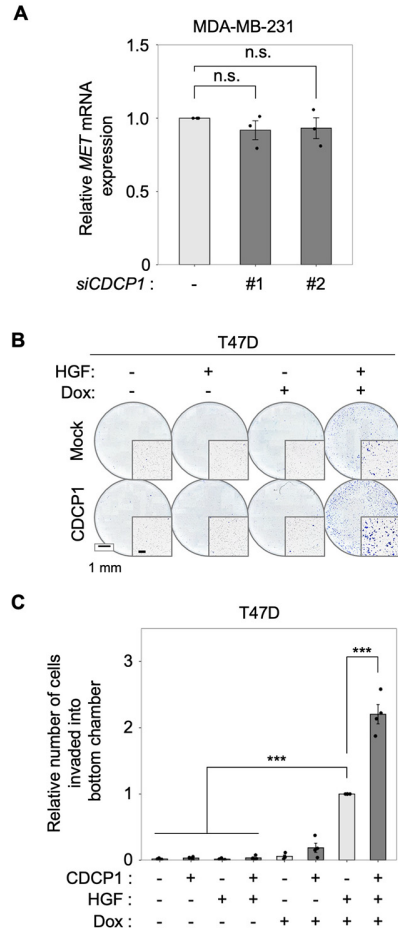 A
MDA-MB-231
n.s.
n.s.
Relative MET mRNA
expression
1.0
0.5
0
siCDCP1 : - #1 #2
B
T47D
HGF: - + - +
Dox: - - + +
Mock
CDCP1
1 mm
C
T47D
Relative number of cells
invaded into
bottom chamber
3
2
1
0
***
***
CDCP1 : - + - + - + - +
HGF : - - + + - - + +
Dox : - - - - + + + +